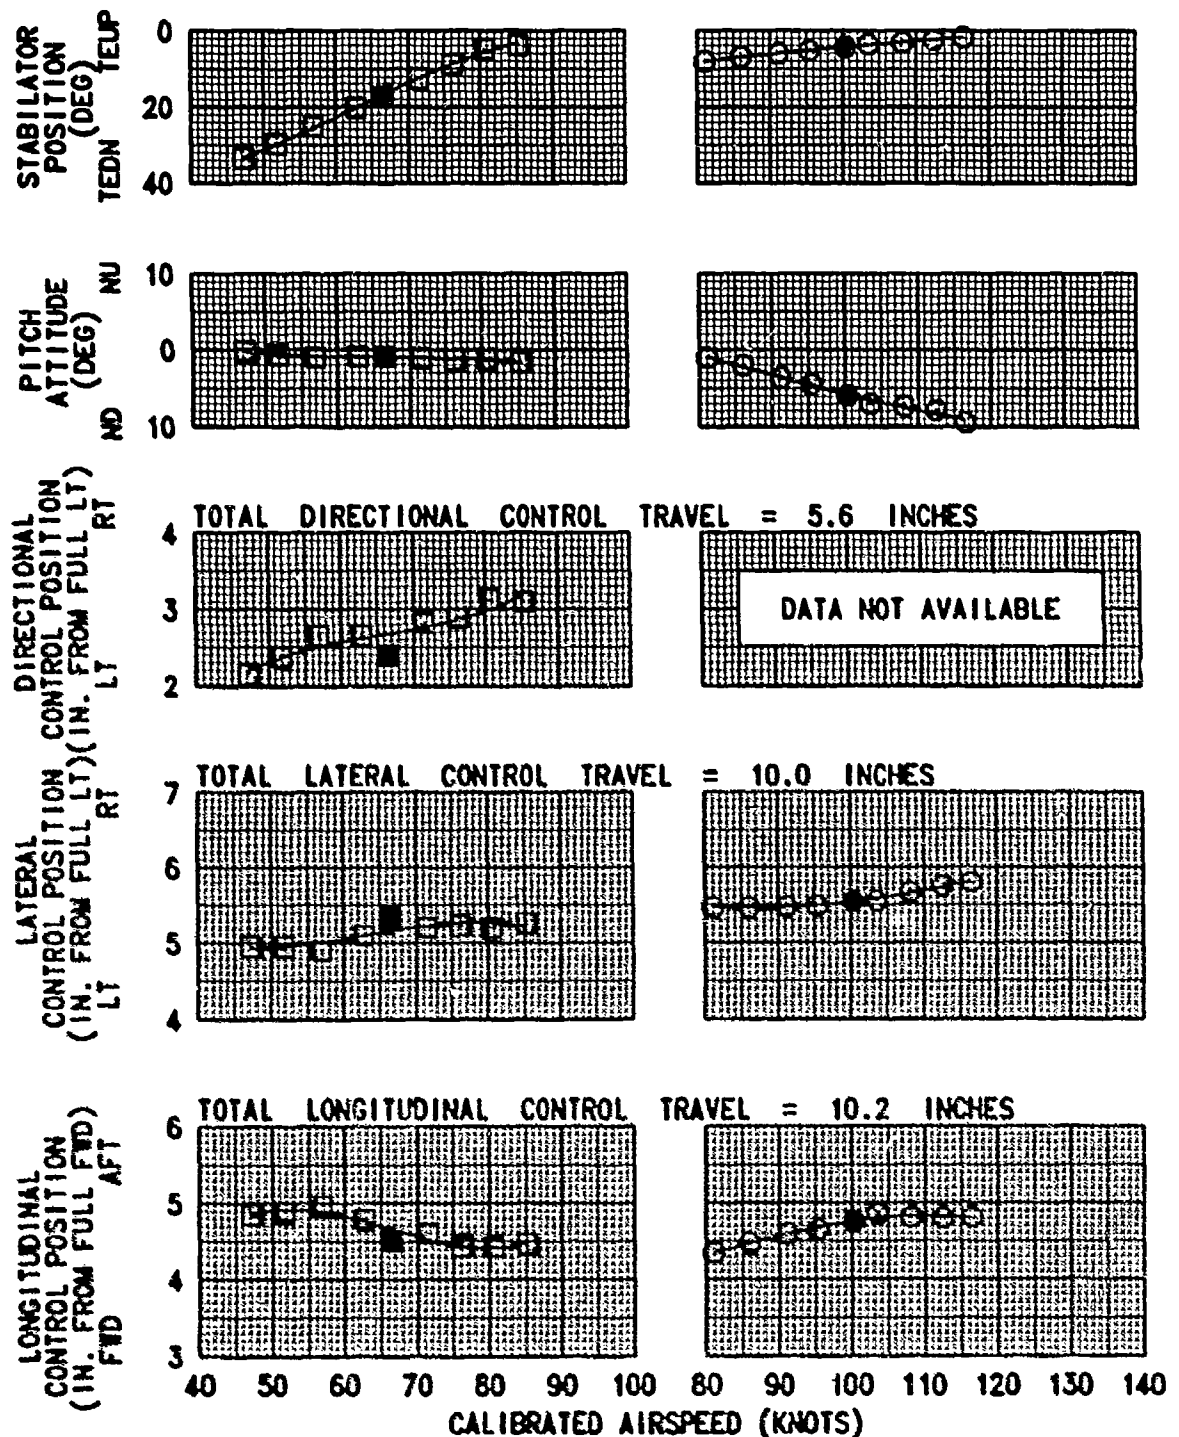 STABILATOR
POSITION
(DEG)
TEDN TEUP
0
20
40
PITCH
ATTITUDE
(DEG)
ND NU
10
0
10
TOTAL DIRECTIONAL CONTROL TRAVEL = 5.6 INCHES
DIRECTIONAL
CONTROL POSITION
(IN. FROM FULL LT)
LT RT
4
3
2
DATA NOT AVAILABLE
TOTAL LATERAL CONTROL TRAVEL = 10.0 INCHES
LATERAL
CONTROL POSITION
(IN. FROM FULL LT)
LT RT
7
6
5
4
TOTAL LONGITUDINAL CONTROL TRAVEL = 10.2 INCHES
LONGITUDINAL
CONTROL POSITION
(IN. FROM FULL FWD)
FWD AFT
6
5
4
3
40 50 60 70 80 90 100 80 90 100 110 120 130 140
CALIBRATED AIRSPEED (KNOTS)